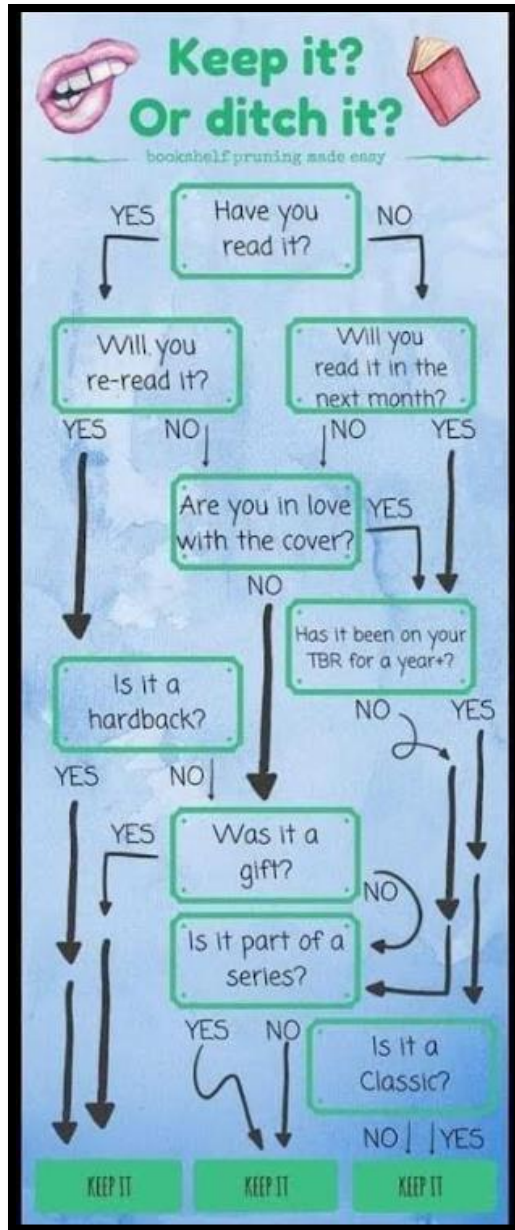 Keep it?
Or ditch it?
bookshelf pruning made easy
YES
Have you
read it?
NO
Will you
re-read it?
Will you
read it in the
next month?
YES
NO
NO
YES
Are you in love
with the cover?
YES
NO
Has it been on your
TBR for a year+?
Is it a
hardback?
NO
YES
YES
NO
YES
Was it a
gift?
NO
Is it part of a
series?
YES
NO
Is it a
Classic?
NO
YES
KEEP IT
KEEP IT
KEEP IT